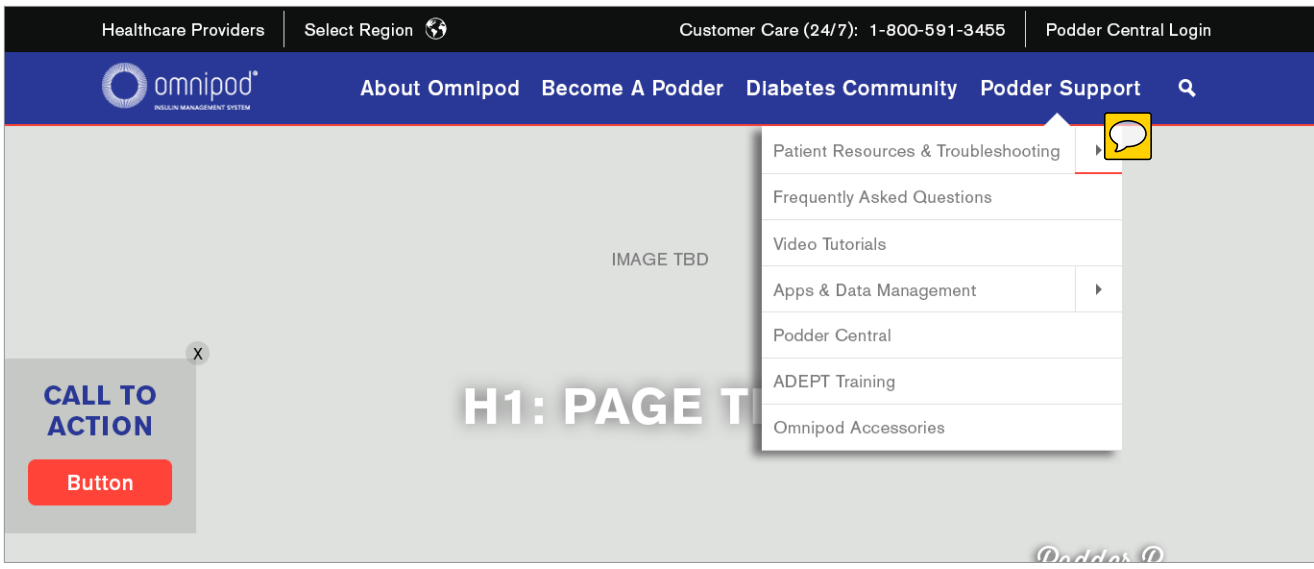 Healthcare Providers
Select Region
Customer Care (24/7): 1-800-591-3455
Podder Central Login
omnipod®
INSULIN MANAGEMENT SYSTEM
About Omnipod
Become A Podder
Diabetes Community
Podder Support
Patient Resources & Troubleshooting
Frequently Asked Questions
Video Tutorials
Apps & Data Management
Podder Central
ADEPT Training
Omnipod Accessories
IMAGE TBD
X
CALL TO
ACTION
Button
H1: PAGE
Podder